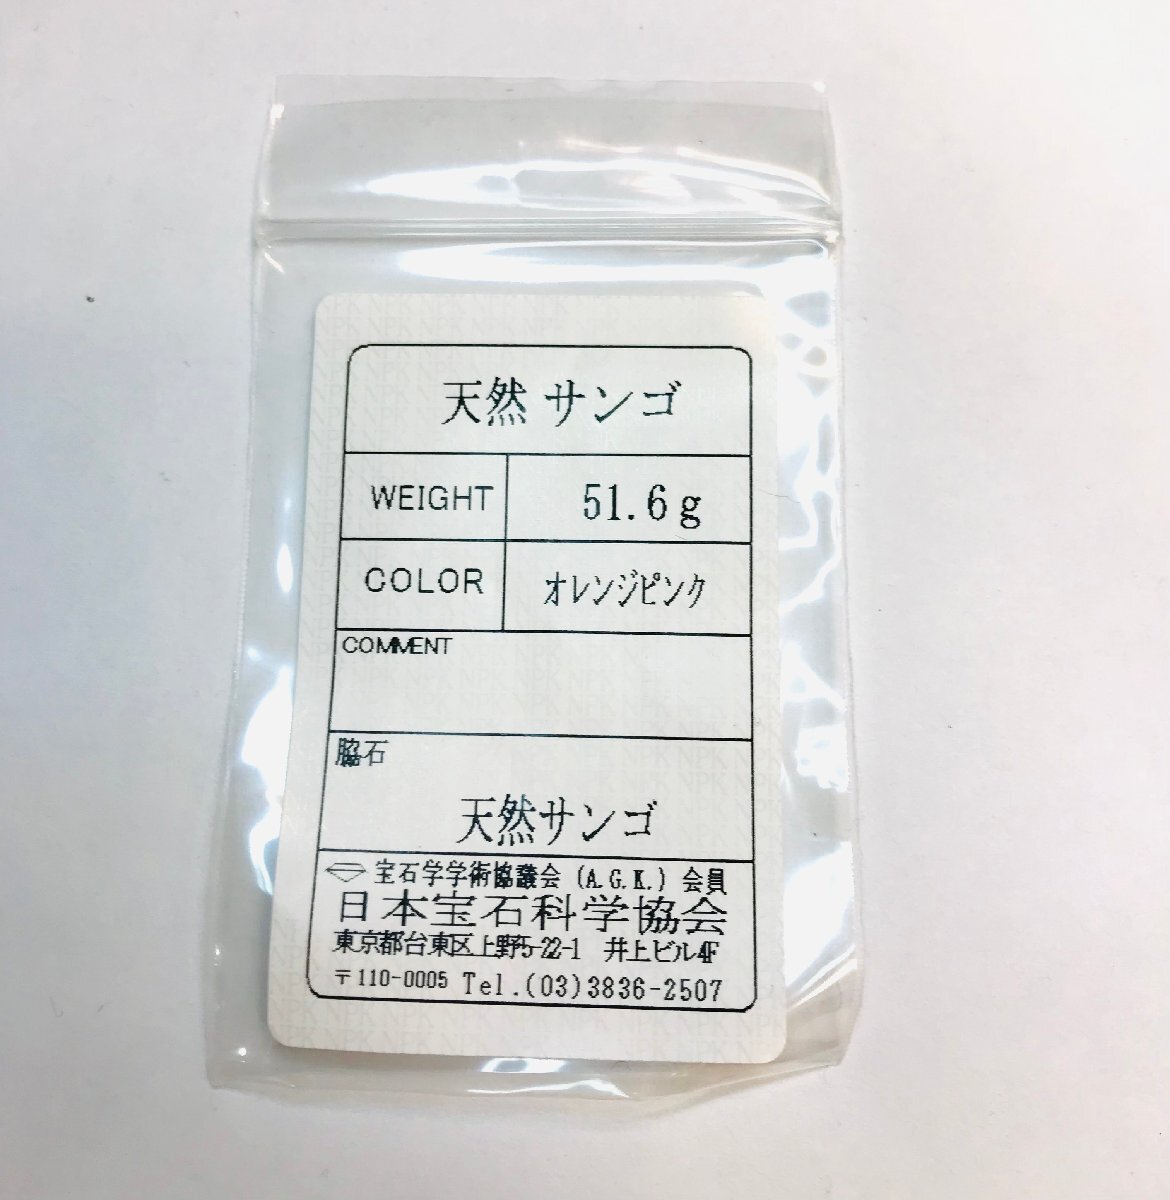 天然 サンゴ
WEIGHT 51.6g
COLOR オレンジピンク
COMMENT
脇石
天然サンゴ
宝石学学術協議会 (A.G.K.) 会員
日本宝石科学協会
東京都台東区上野5-22-1 井上ビル4F
〒110-0005 Tel.(03)3836-2507